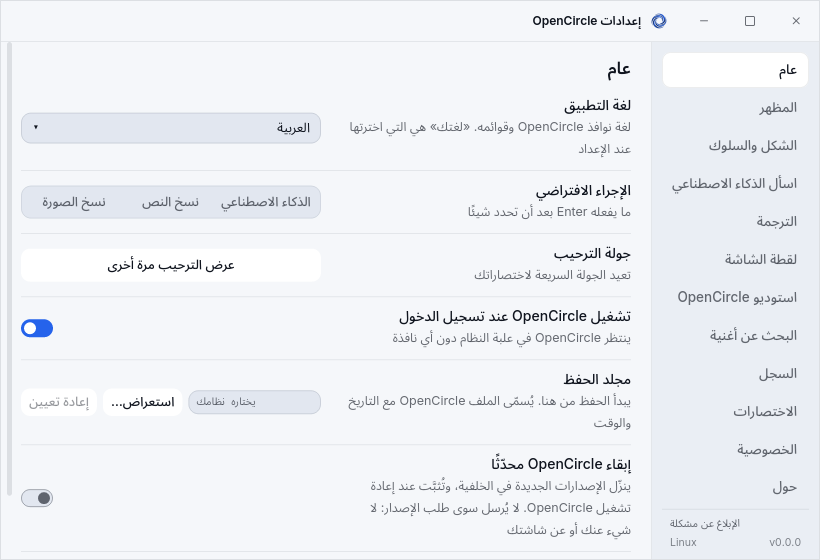 إعدادات OpenCircle
عام
المظهر
الشكل والسلوك
اسأل الذكاء الاصطناعي
الترجمة
لقطة الشاشة
استوديو OpenCircle
البحث عن أغنية
السجل
الاختصارات
الخصوصية
حول
الإبلاغ عن مشكلة
v0.0.0 Linux
عام
لغة التطبيق
لغة نوافذ OpenCircle وقوائمه. «لغتك» هي التي اخترتها
عند الإعداد
العربية
الإجراء الافتراضي
ما يفعله Enter بعد أن تحدد شيئًا
الذكاء الاصطناعي نسخ النص نسخ الصورة
جولة الترحيب
تعيد الجولة السريعة لاختصاراتك
عرض الترحيب مرة أخرى
تشغيل OpenCircle عند تسجيل الدخول
ينتظر OpenCircle في علبة النظام دون أي نافذة
مجلد الحفظ
يبدأ الحفظ من هنا. يُسمّى الملف OpenCircle مع التاريخ
والوقت
يختاره نظامك استعراض... إعادة تعيين
إبقاء OpenCircle محدّثًا
ينزّل الإصدارات الجديدة في الخلفية، وتُثبَّت عند إعادة
تشغيل OpenCircle. لا يُرسل سوى طلب الإصدار: لا
شيء عنك أو عن شاشتك